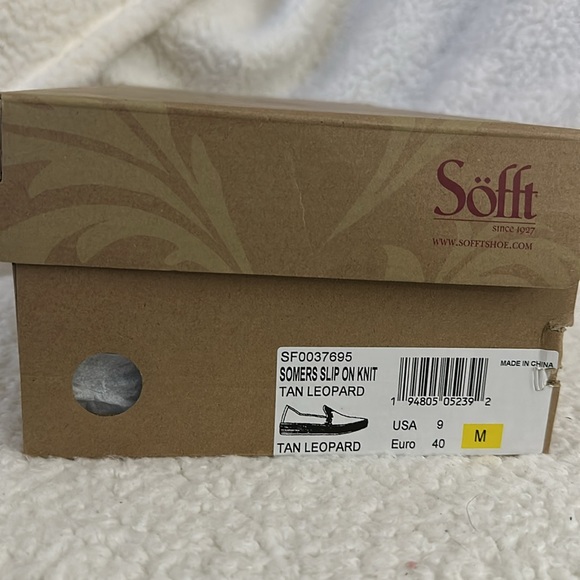 Söfft
since 1927
WWW.SOFFTSHOE.COM
SF0037695
SOMERS SLIP ON KNIT
TAN LEOPARD
MADE IN CHINA
1 94805 05239 2
USA 9
Euro 40
M
TAN LEOPARD